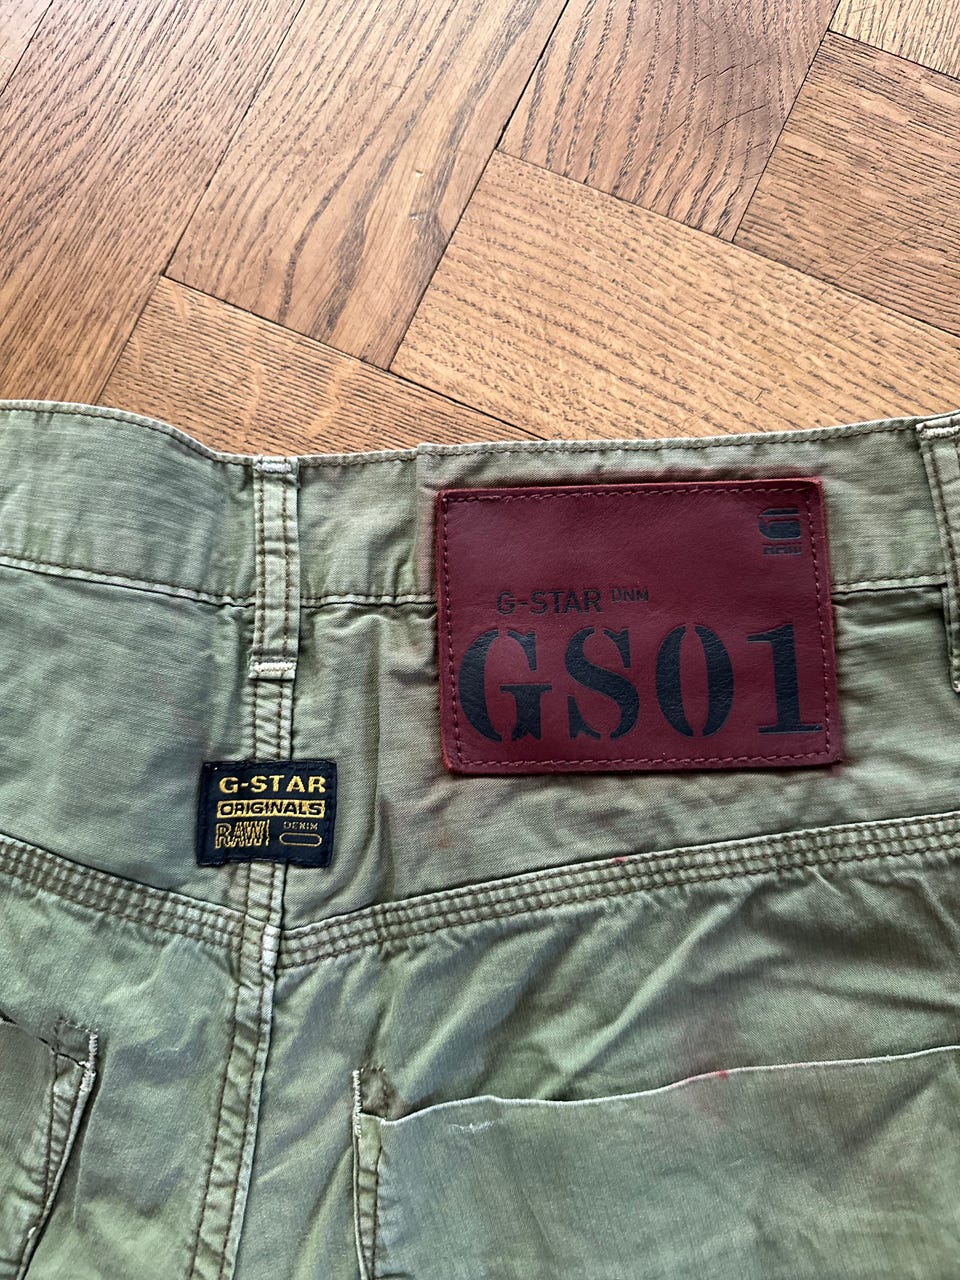 RAW
G-STAR DNM
GS01
G-STAR
ORIGINALS
RAW DENIM